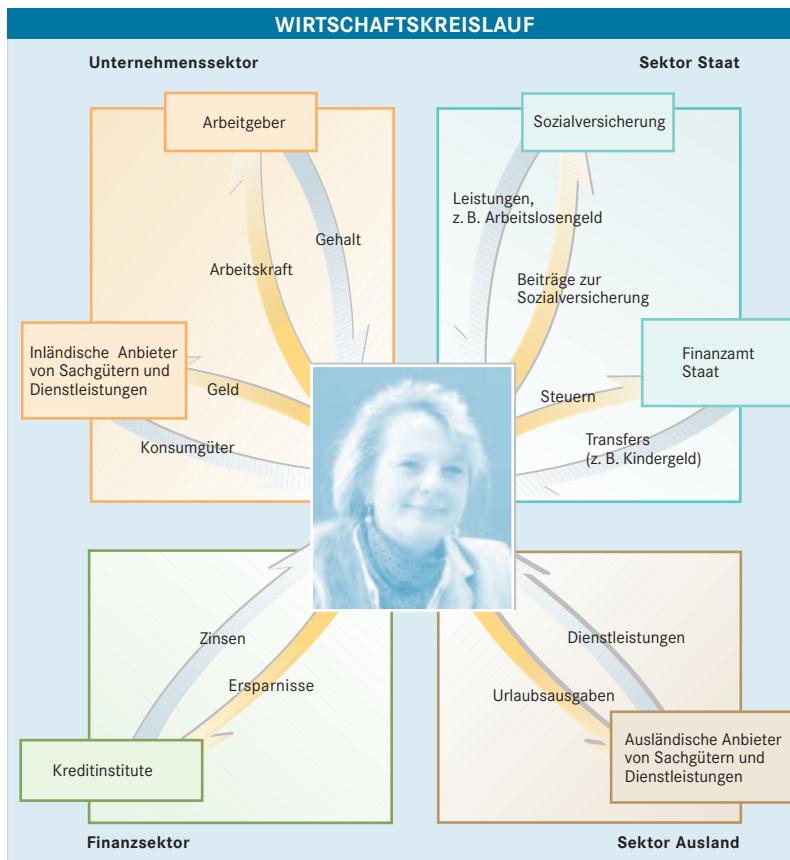 WIRTSCHAFTSKREISLAUF
Unternehmenssektor
Sektor Staat
Arbeitgeber
Sozialversicherung
Leistungen,
z. B. Arbeitslosengeld
Gehalt
Arbeitskraft
Beiträge zur
Sozialversicherung
Inländische Anbieter
von Sachgütern und
Dienstleistungen
Finanzamt
Staat
Geld
Steuern
Konsumgüter
Transfers
(z. B. Kindergeld)
Zinsen
Dienstleistungen
Ersparnisse
Urlaubsausgaben
Kreditinstitute
Ausländische Anbieter
von Sachgütern und
Dienstleistungen
Finanzsektor
Sektor Ausland